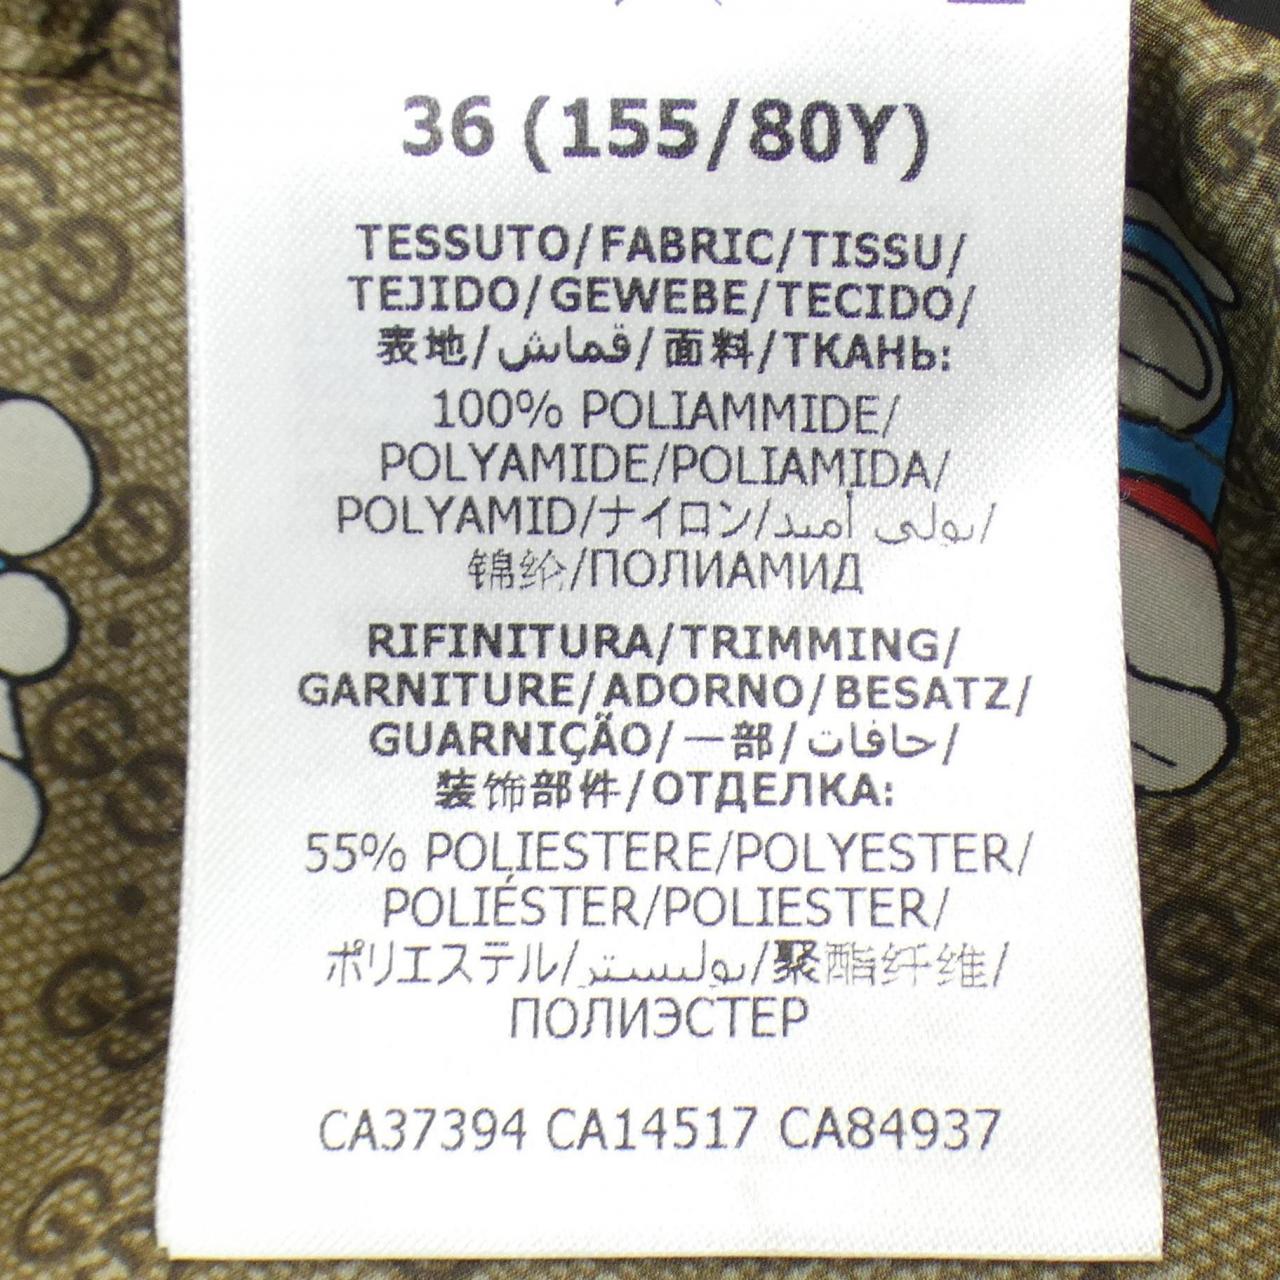 36 (155/80Y)
TESSUTO/FABRIC/TISSU/
TEJIDO/GEWEBE/TECIDO/
表地/قماش/面料/ТКАНЬ:
100% POLIAMMIDE/
POLYAMIDE/POLIAMIDA/
POLYAMID/ナイロン/بولي أميد/
锦纶/ПОЛИАМИД
RIFINITURA/TRIMMING/
GARNITURE/ADORNO/BESATZ/
GUARNIÇÃO/一部/حافات/
装饰部件/ОТДЕЛКА:
55% POLIESTERE/POLYESTER/
POLIÉSTER/POLIESTER/
ポリエステル/بوليستر/聚酯纤维/
ПОЛИЭСТЕР
CA37394 CA14517 CA84937